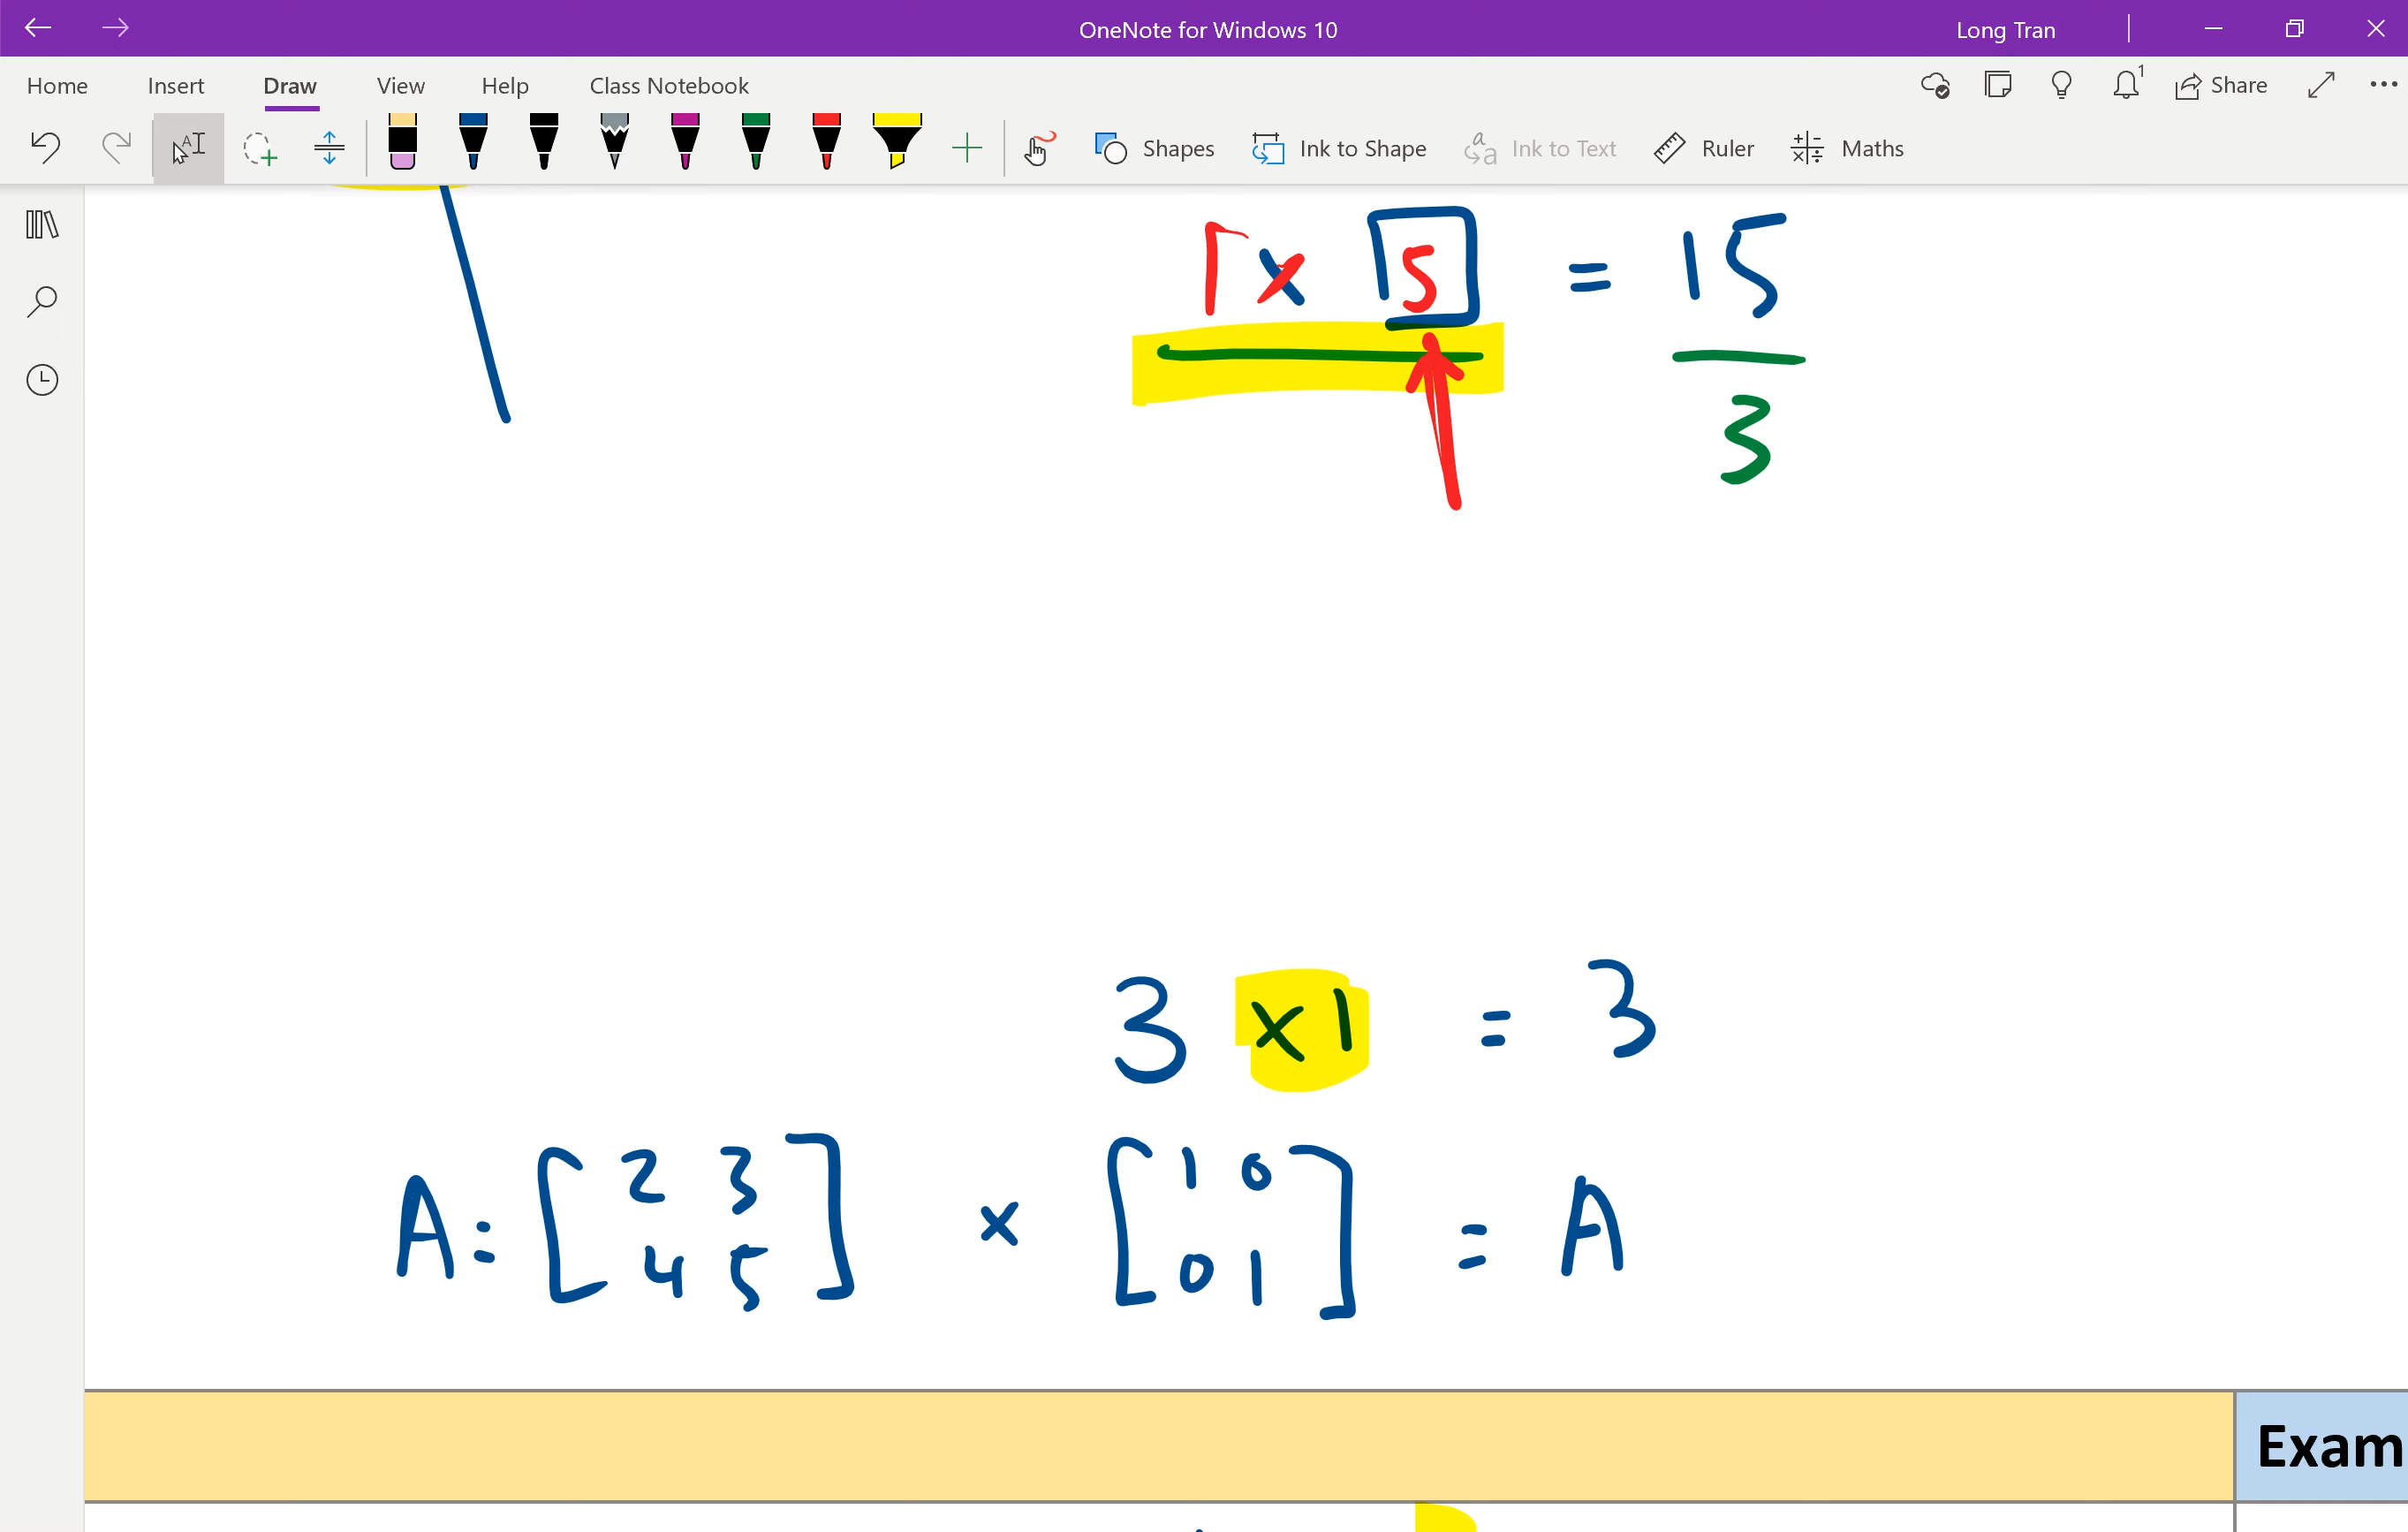 OneNote for Windows 10 Long Tran
Home Insert Draw View Help Class Notebook 1 Share
Shapes Ink to Shape Ink to Text Ruler Maths
x 5 = 15
3
3 x1 = 3
A = [ 2 3 ] × [ 1 0 ] = A
4 5 0 1
Exam